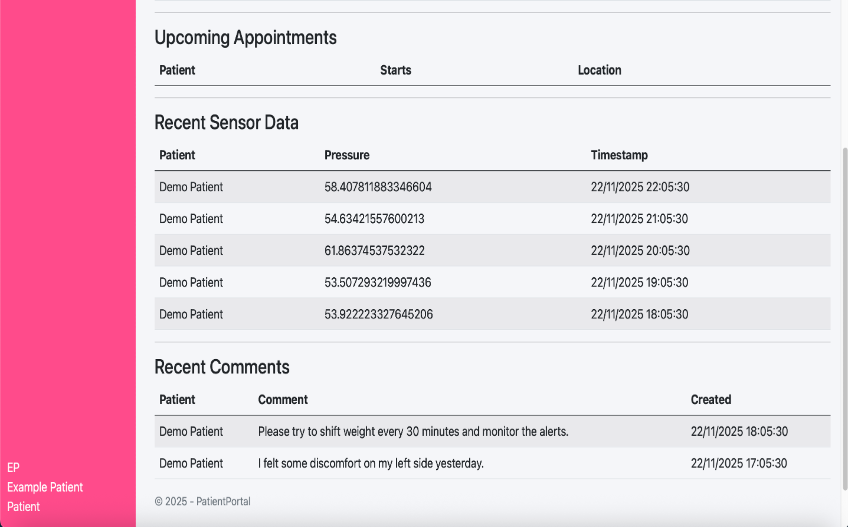 Upcoming Appointments
Patient Starts Location
Recent Sensor Data
Patient Pressure Timestamp
Demo Patient 58.407811883346604 22/11/2025 22:05:30
Demo Patient 54.63421557600213 22/11/2025 21:05:30
Demo Patient 61.86374537532322 22/11/2025 20:05:30
Demo Patient 53.507293219997436 22/11/2025 19:05:30
Demo Patient 53.922223327645206 22/11/2025 18:05:30
Recent Comments
Patient Comment Created
Demo Patient Please try to shift weight every 30 minutes and monitor the alerts. 22/11/2025 18:05:30
Demo Patient I felt some discomfort on my left side yesterday. 22/11/2025 17:05:30
EP
Example Patient
Patient
© 2025 - PatientPortal